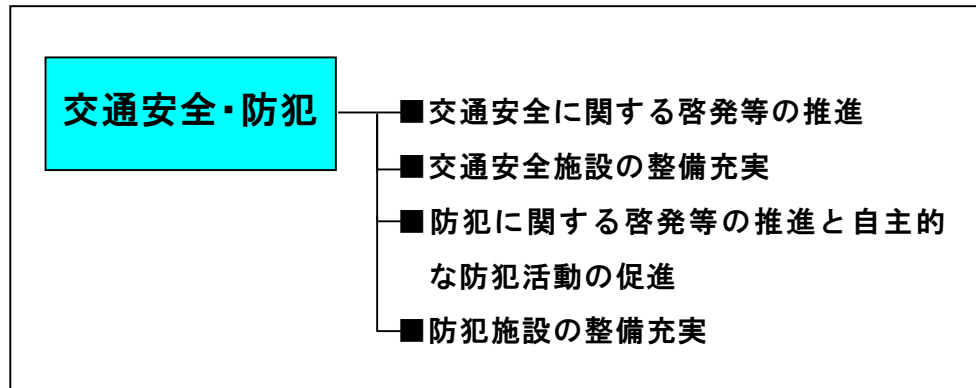 交通安全・防犯
■交通安全に関する啓発等の推進
■交通安全施設の整備充実
■防犯に関する啓発等の推進と自主的
な防犯活動の促進
■防犯施設の整備充実